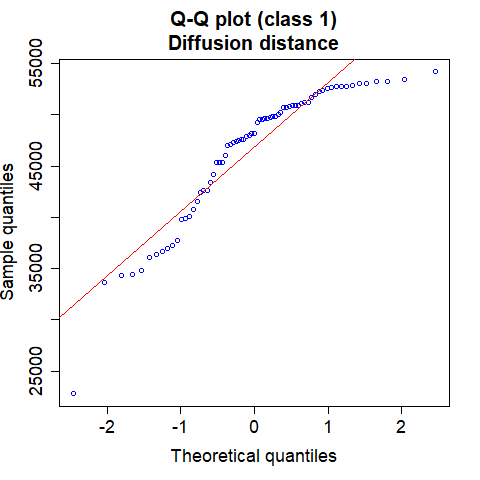 Q-Q plot (class 1)
Diffusion distance
Sample quantiles
55000
45000
35000
25000
-2 -1 0 1 2
Theoretical quantiles